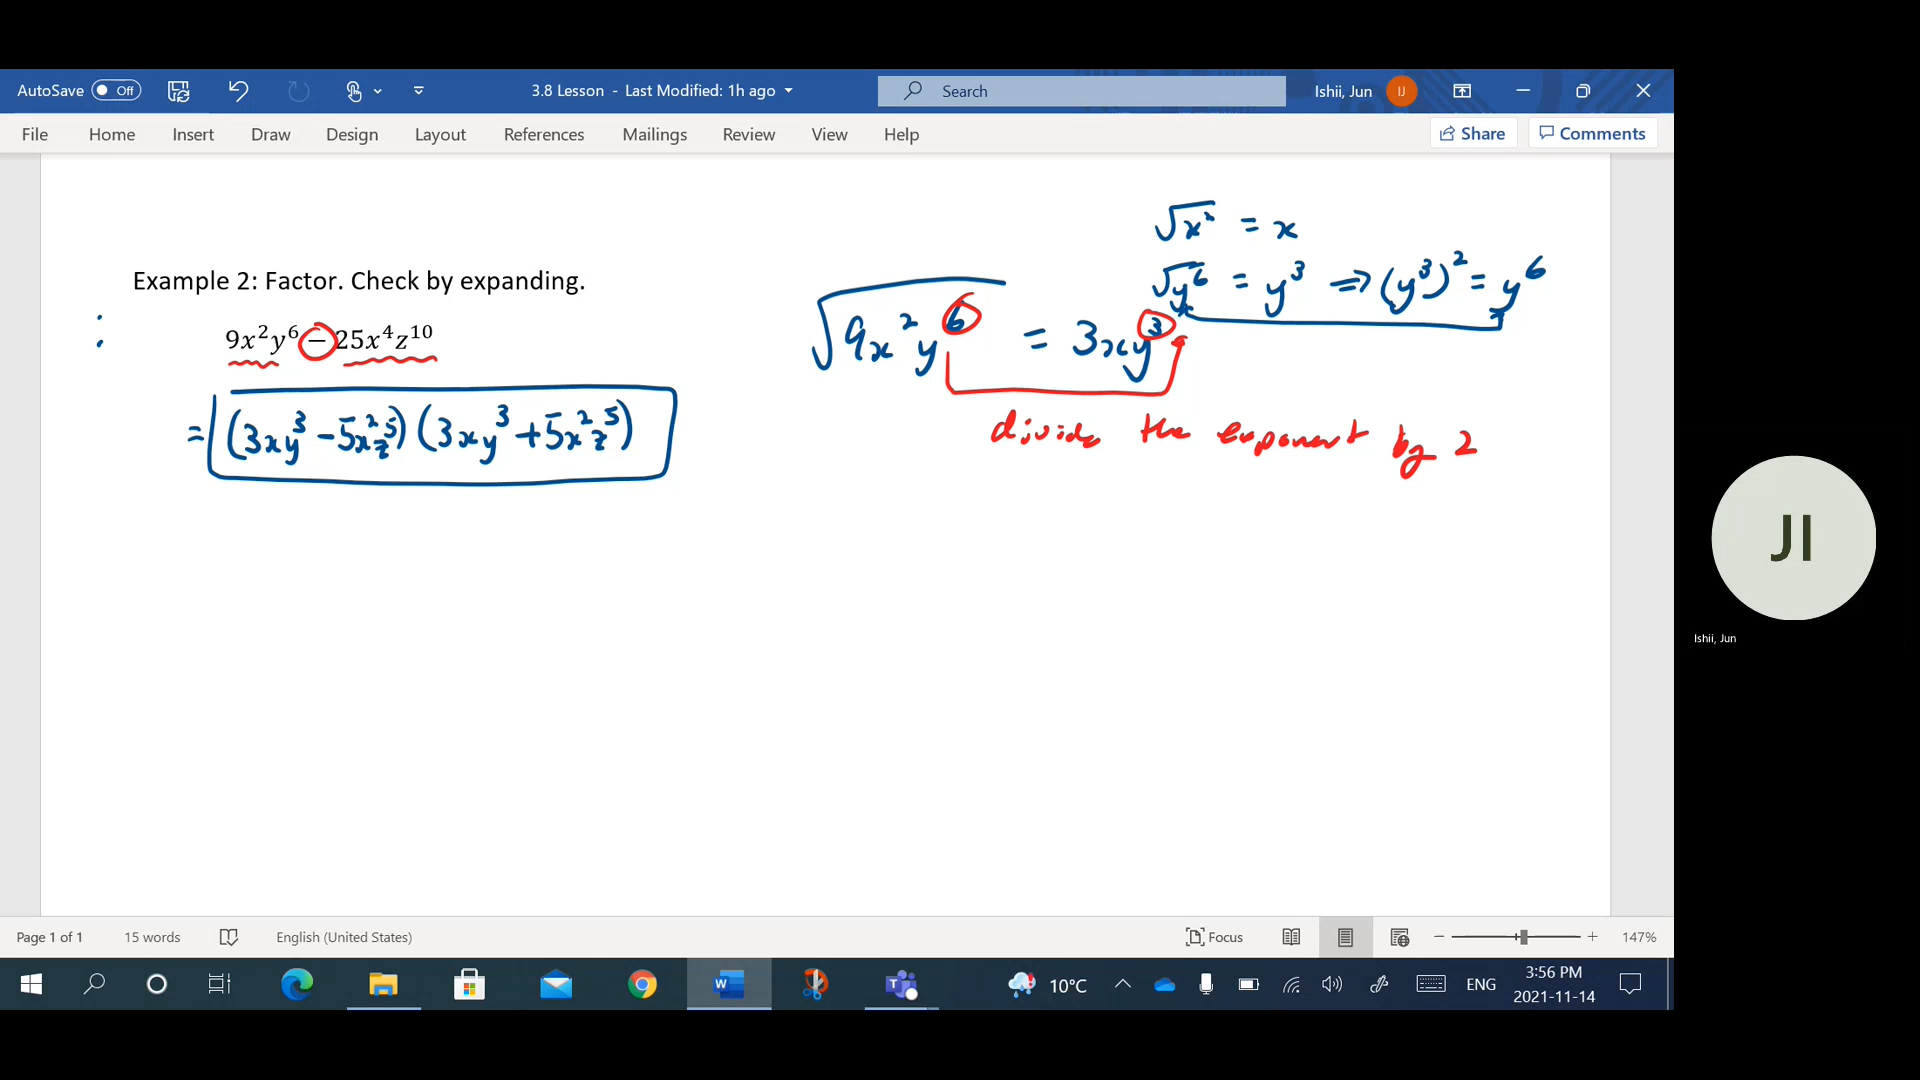 AutoSave Off 3.8 Lesson - Last Modified: 1h ago Search Ishii, Jun IJ
File Home Insert Draw Design Layout References Mailings Review View Help Share Comments
√x² = x
√y⁶ = y³ ⇒ (y³)² = y⁶
Example 2: Factor. Check by expanding.
9x²y⁶ − 25x⁴z¹⁰
√9x²y⁶ = 3xy³
= (3xy³ - 5x²z⁵)(3xy³ + 5x²z⁵)
divide the exponent by 2
JI
Ishii, Jun
Page 1 of 1 15 words English (United States) Focus 147%
10°C ENG 3:56 PM
2021-11-14